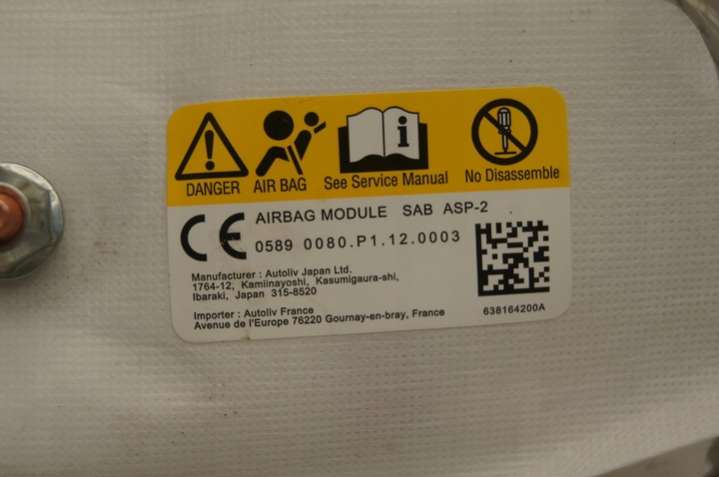 DANGER AIR BAG See Service Manual No Disassemble
CE AIRBAG MODULE SAB ASP-2
0589 0080.P1.12.0003
Manufacturer : Autoliv Japan Ltd.
1764-12, Kamiinayoshi, Kasumigaura-shi,
Ibaraki, Japan 315-8520
Importer : Autoliv France
Avenue de l'Europe 76220 Gournay-en-bray, France
638164200A